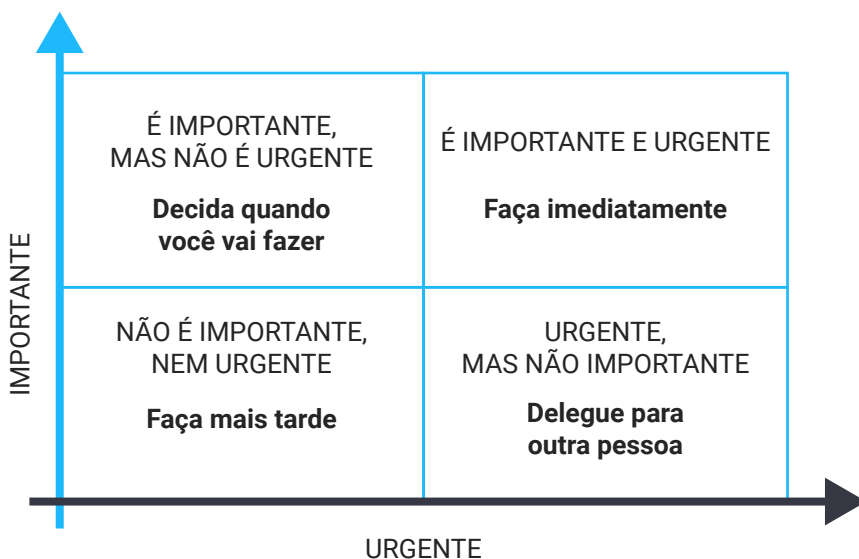 É IMPORTANTE,
MAS NÃO É URGENTE
Decida quando
você vai fazer
É IMPORTANTE E URGENTE
Faça imediatamente
NÃO É IMPORTANTE,
NEM URGENTE
Faça mais tarde
URGENTE,
MAS NÃO IMPORTANTE
Delegue para
outra pessoa
IMPORTANTE
URGENTE